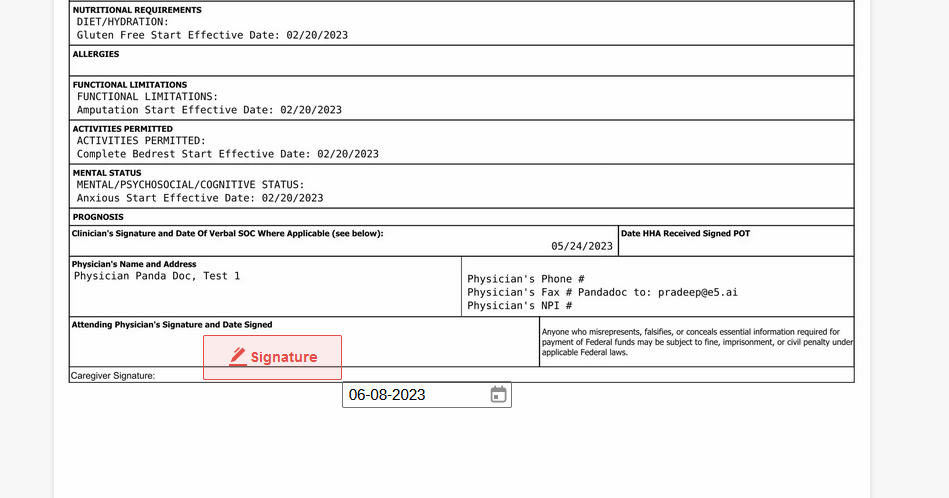 NUTRITIONAL REQUIREMENTS
DIET/HYDRATION:
Gluten Free Start Effective Date: 02/20/2023
ALLERGIES
FUNCTIONAL LIMITATIONS
FUNCTIONAL LIMITATIONS:
Amputation Start Effective Date: 02/20/2023
ACTIVITIES PERMITTED
ACTIVITIES PERMITTED:
Complete Bedrest Start Effective Date: 02/20/2023
MENTAL STATUS
MENTAL/PSYCHOSOCIAL/COGNITIVE STATUS:
Anxious Start Effective Date: 02/20/2023
PROGNOSIS
Clinician's Signature and Date Of Verbal SOC Where Applicable (see below):
05/24/2023
Date HHA Received Signed POT
Physician's Name and Address
Physician Panda Doc, Test 1
Physician's Phone #
Physician's Fax # Pandadoc to: pradeep@e5.ai
Physician's NPI #
Attending Physician's Signature and Date Signed
Signature
Anyone who misrepresents, falsifies, or conceals essential information required for
payment of Federal funds may be subject to fine, imprisonment, or civil penalty under
applicable Federal laws.
Caregiver Signature:
06-08-2023